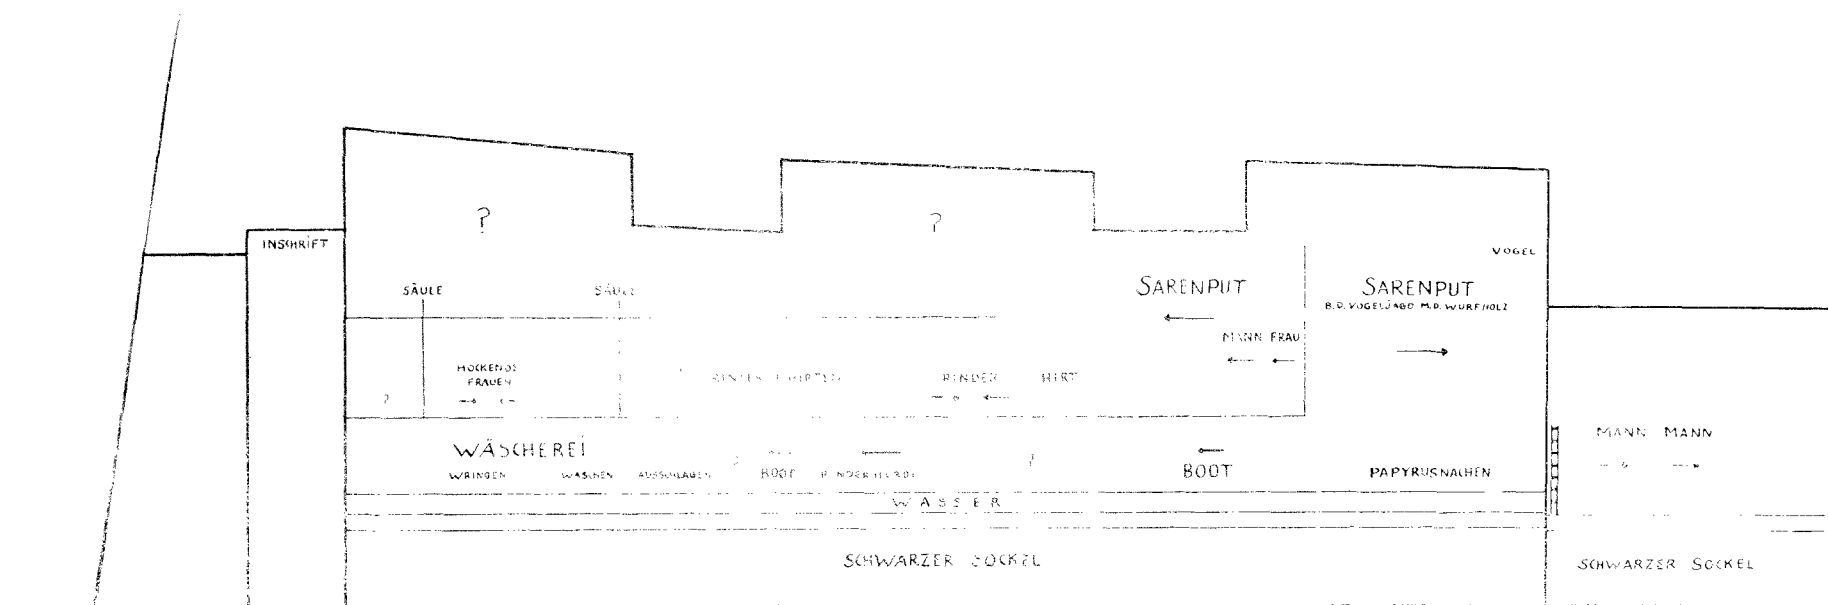 ?
?
INSCHRIFT
VOGEL
SÄULE
SÄULE
SARENPUT
SARENPUT
B.D. VOGELJAGD M.D. WURFHOLZ
MANN FRAU
HOCKENDE
FRAUEN
RINDER HIRT
?
WÄSCHEREI
MANN MANN
WRINGEN WASCHEN AUSSCHLAGEN ? BOOT RINDERHERDE ? BOOT PAPYRUSNACHEN
WASSER
SCHWARZER SOCKEL
SCHWARZER SOCKEL